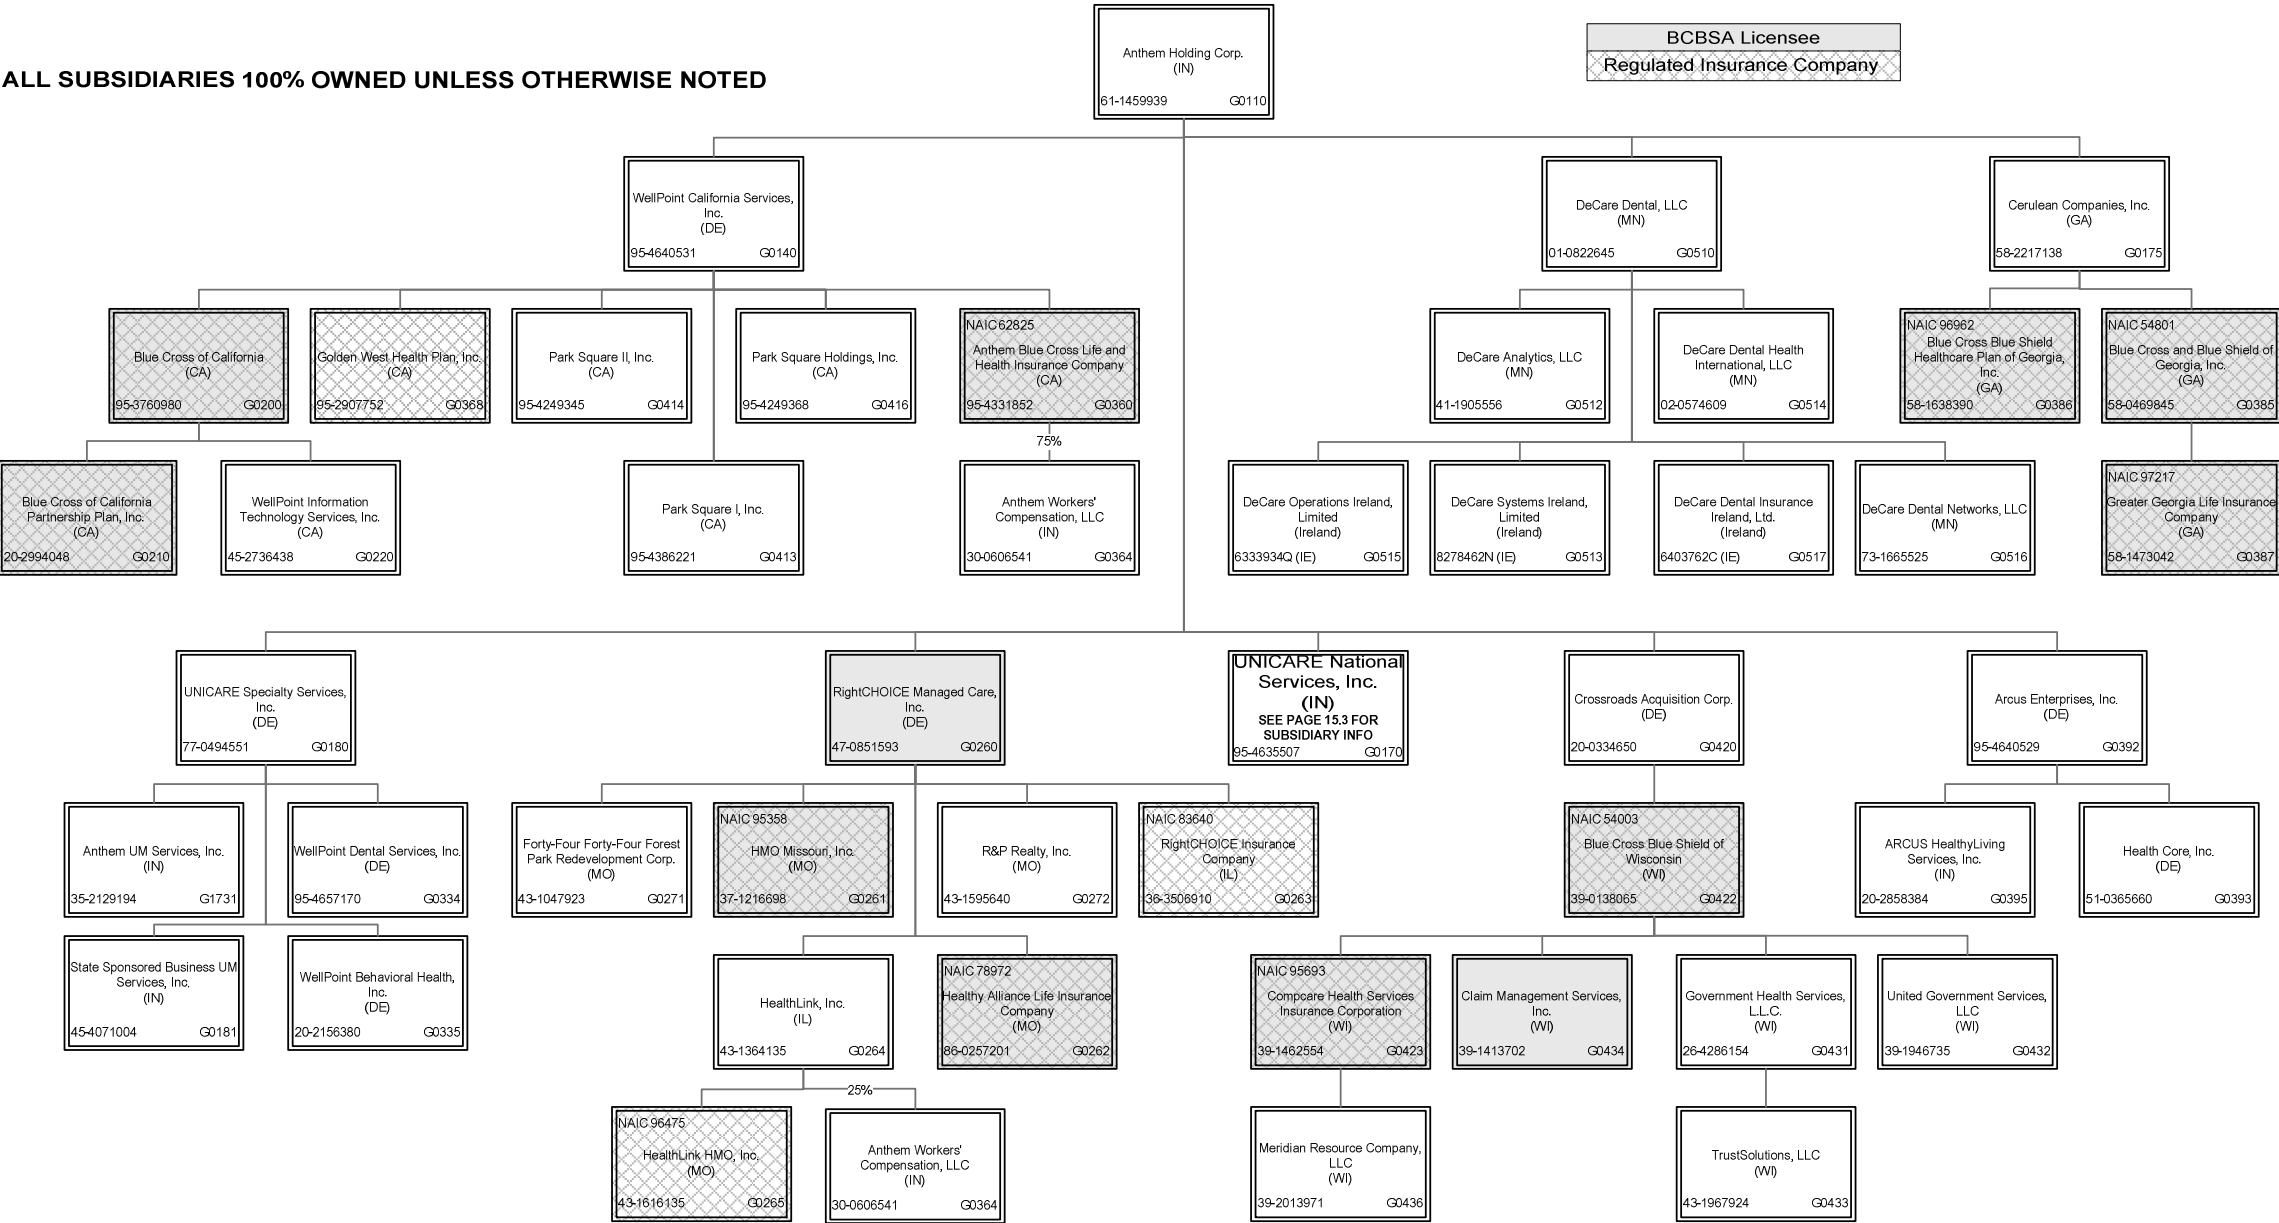 Anthem Holding Corp.
(IN)
61-1459939 G0110
BCBSA Licensee
Regulated Insurance Company
ALL SUBSIDIARIES 100% OWNED UNLESS OTHERWISE NOTED
WellPoint California Services,
Inc.
(DE)
95-4640531 G0140
DeCare Dental, LLC
(MN)
01-0822645 G0510
Cerulean Companies, Inc.
(GA)
58-2217138 G0175
Blue Cross of California
(CA)
95-3760980 G0200
Golden West Health Plan, Inc.
(CA)
95-2907752 G0368
Park Square II, Inc.
(CA)
95-4249345 G0414
Park Square Holdings, Inc.
(CA)
95-4249368 G0416
NAIC 62825
Anthem Blue Cross Life and
Health Insurance Company
(CA)
95-4331852 G0360
DeCare Analytics, LLC
(MN)
41-1905556 G0512
DeCare Dental Health
International, LLC
(MN)
02-0574609 G0514
NAIC 96962
Blue Cross Blue Shield
Healthcare Plan of Georgia,
Inc.
(GA)
58-1638390 G0386
NAIC 54801
Blue Cross and Blue Shield of
Georgia, Inc.
(GA)
58-0469845 G0385
75%
Blue Cross of California
Partnership Plan, Inc.
(CA)
20-2994048 G0210
WellPoint Information
Technology Services, Inc.
(CA)
45-2736438 G0220
Park Square I, Inc.
(CA)
95-4386221 G0413
Anthem Workers'
Compensation, LLC
(IN)
30-0606541 G0364
DeCare Operations Ireland,
Limited
(Ireland)
6333934Q (IE) G0515
DeCare Systems Ireland,
Limited
(Ireland)
8278462N (IE) G0513
DeCare Dental Insurance
Ireland, Ltd.
(Ireland)
6403762C (IE) G0517
DeCare Dental Networks, LLC
(MN)
73-1665525 G0516
NAIC 97217
Greater Georgia Life Insurance
Company
(GA)
58-1473042 G0387
UNICARE Specialty Services,
Inc.
(DE)
77-0494551 G0180
RightCHOICE Managed Care,
Inc.
(DE)
47-0851593 G0260
UNICARE National
Services, Inc.
(IN)
SEE PAGE 15.3 FOR
SUBSIDIARY INFO
95-4635507 G0170
Crossroads Acquisition Corp.
(DE)
20-0334650 G0420
Arcus Enterprises, Inc.
(DE)
95-4640529 G0392
Anthem UM Services, Inc.
(IN)
35-2129194 G1731
WellPoint Dental Services, Inc.
(DE)
95-4657170 G0334
Forty-Four Forty-Four Forest
Park Redevelopment Corp.
(MO)
43-1047923 G0271
NAIC 95358
HMO Missouri, Inc.
(MO)
37-1216698 G0261
R&P Realty, Inc.
(MO)
43-1595640 G0272
NAIC 83640
RightCHOICE Insurance
Company
(IL)
36-3506910 G0263
NAIC 54003
Blue Cross Blue Shield of
Wisconsin
(WI)
39-0138065 G0422
ARCUS HealthyLiving
Services, Inc.
(IN)
20-2858384 G0395
Health Core, Inc.
(DE)
51-0365660 G0393
State Sponsored Business UM
Services, Inc.
(IN)
45-4071004 G0181
WellPoint Behavioral Health,
Inc.
(DE)
20-2156380 G0335
HealthLink, Inc.
(IL)
43-1364135 G0264
NAIC 78972
Healthy Alliance Life Insurance
Company
(MO)
86-0257201 G0262
NAIC 95693
Compcare Health Services
Insurance Corporation
(WI)
39-1462554 G0423
Claim Management Services,
Inc.
(WI)
39-1413702 G0434
Government Health Services,
L.L.C.
(WI)
26-4286154 G0431
United Government Services,
LLC
(WI)
39-1946735 G0432
25%
NAIC 96475
HealthLink HMO, Inc.
(MO)
43-1616135 G0265
Anthem Workers'
Compensation, LLC
(IN)
30-0606541 G0364
Meridian Resource Company,
LLC
(WI)
39-2013971 G0436
TrustSolutions, LLC
(WI)
43-1967924 G0433